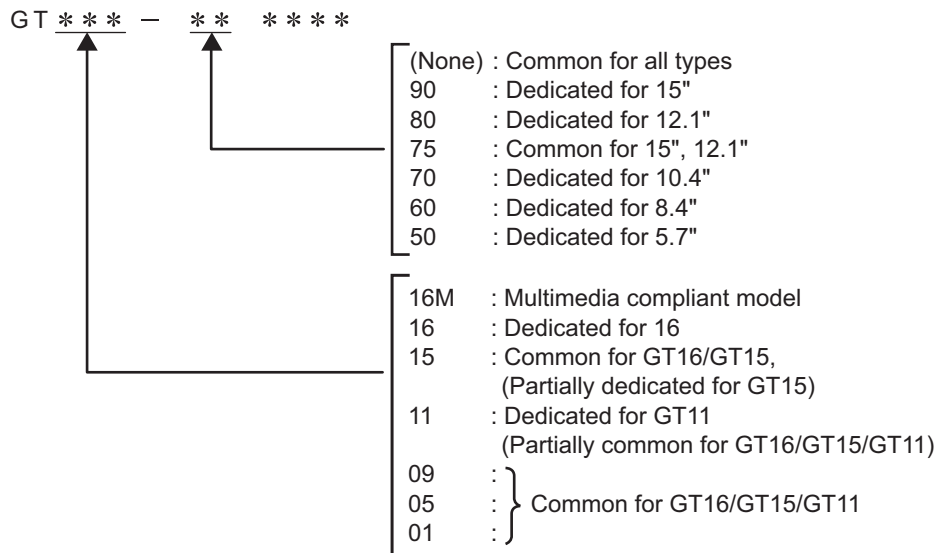 GT *** - ** ****
(None) : Common for all types
90 : Dedicated for 15"
80 : Dedicated for 12.1"
75 : Common for 15", 12.1"
70 : Dedicated for 10.4"
60 : Dedicated for 8.4"
50 : Dedicated for 5.7"
16M : Multimedia compliant model
16 : Dedicated for 16
15 : Common for GT16/GT15,
(Partially dedicated for GT15)
11 : Dedicated for GT11
(Partially common for GT16/GT15/GT11)
09 :
05 : Common for GT16/GT15/GT11
01 :